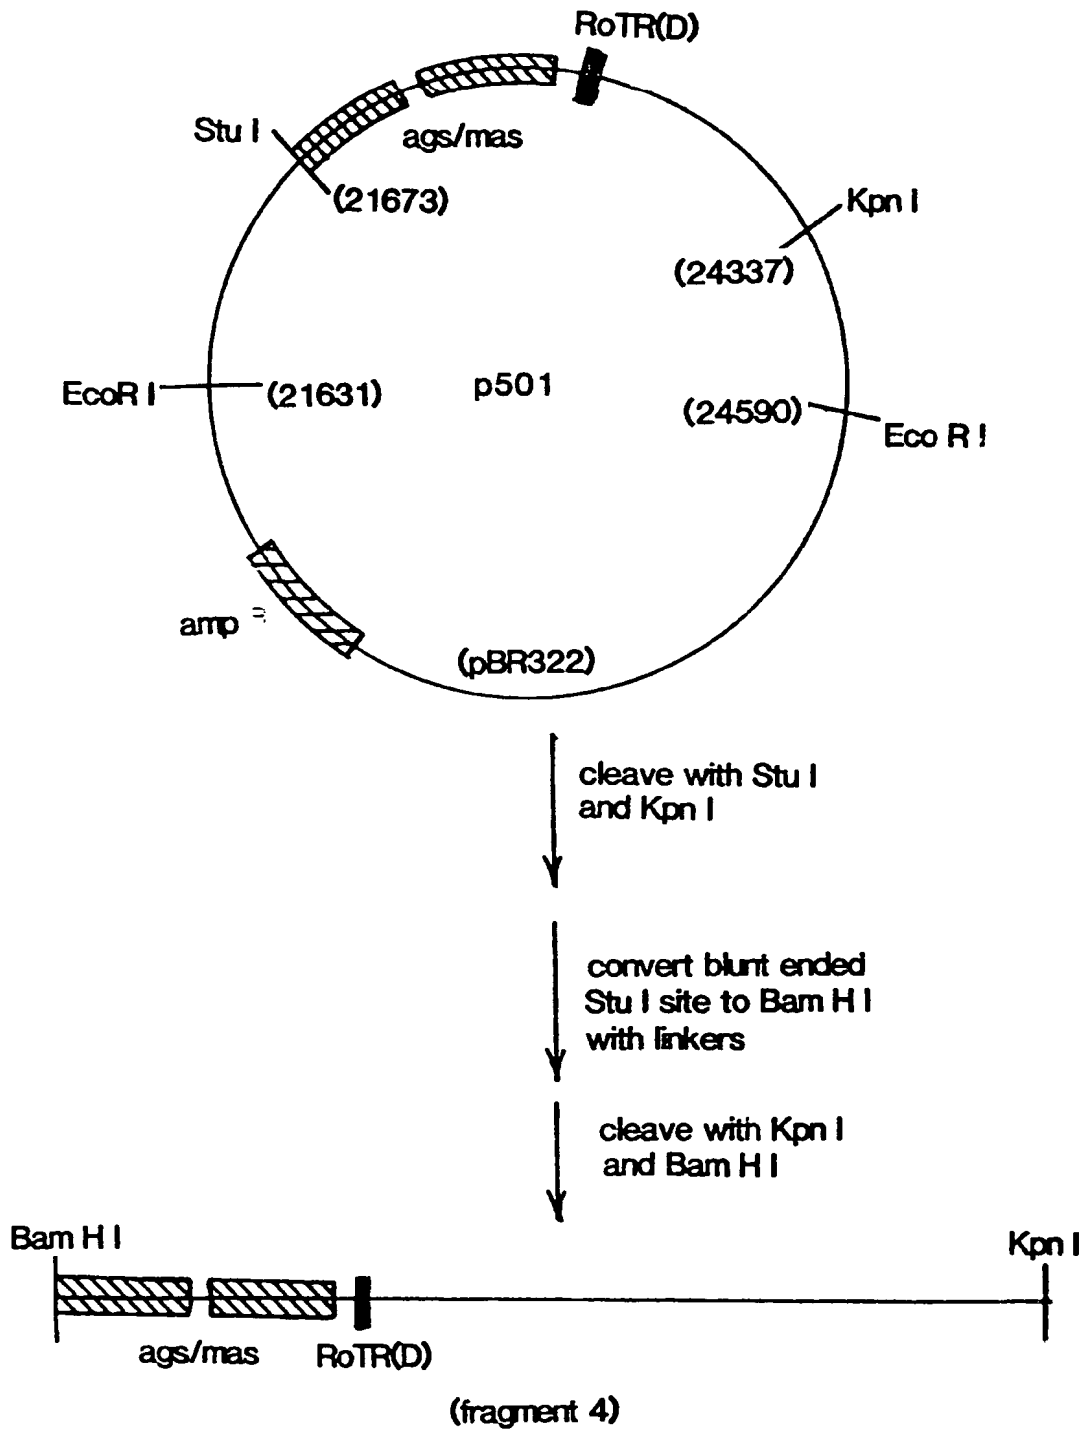 RoTR(D)
Stu I
ags/mas
(21673)
Kpn I
(24337)
EcoR I
(21631)
p501
(24590)
Eco R I
amp
(pBR322)
cleave with Stu I
and Kpn I
convert blunt ended
Stu I site to Bam H I
with linkers
cleave with Kpn I
and Bam H I
Bam H I
Kpn I
ags/mas
RoTR(D)
(fragment 4)